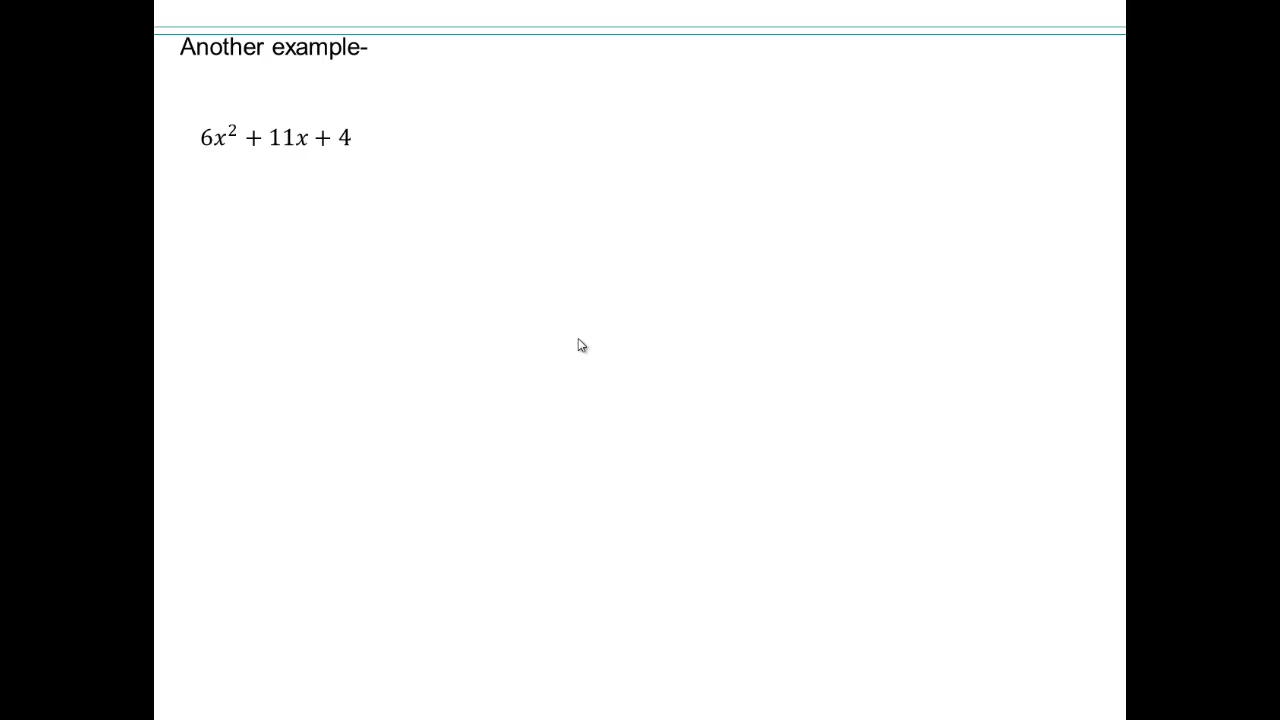 Another example-
6x² + 11x + 4